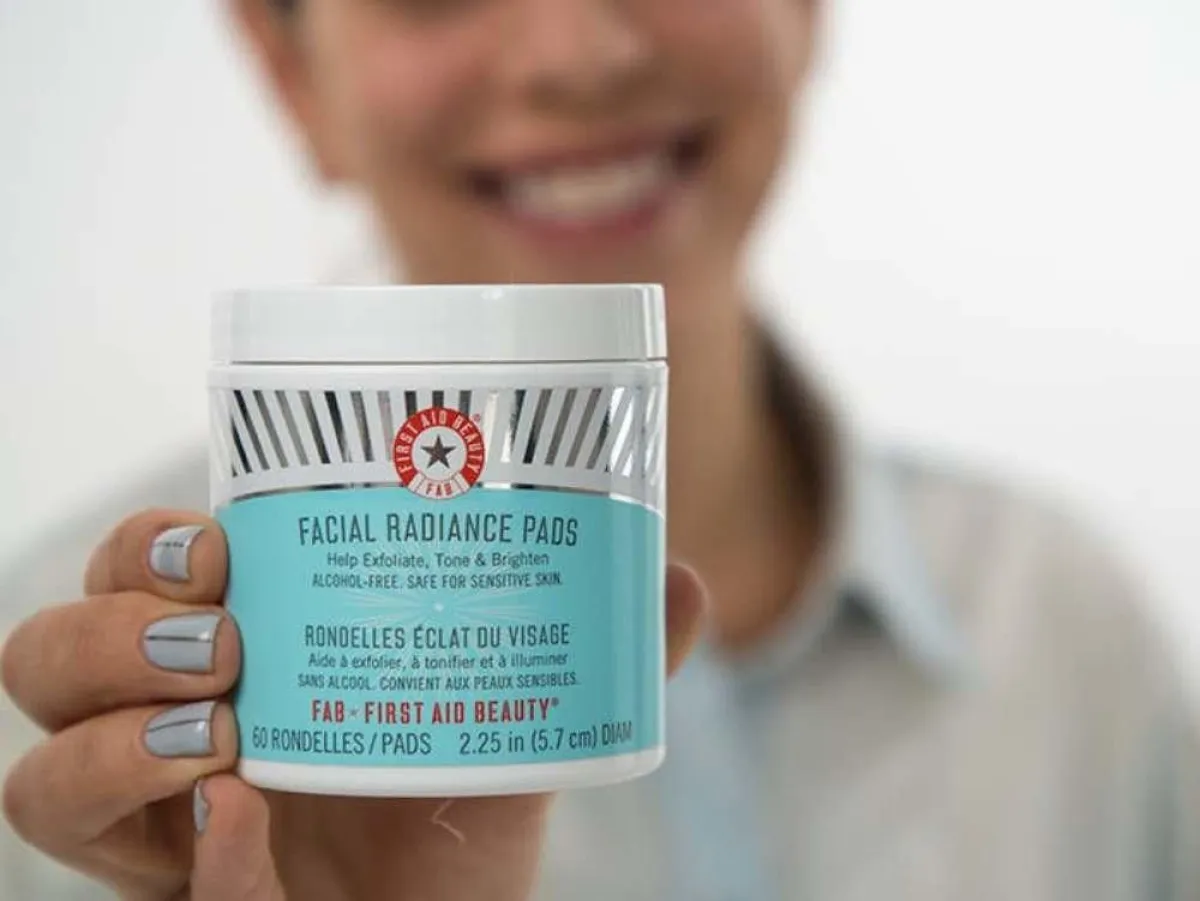 FIRST AID BEAUTY®
FAB
FACIAL RADIANCE PADS
Help Exfoliate, Tone & Brighten
ALCOHOL-FREE. SAFE FOR SENSITIVE SKIN.
RONDELLES ÉCLAT DU VISAGE
Aide à exfolier, à tonifier et à illuminer
SANS ALCOOL. CONVIENT AUX PEAUX SENSIBLES.
FAB ★ FIRST AID BEAUTY®
60 RONDELLES / PADS 2.25 in (5.7 cm) DIAM